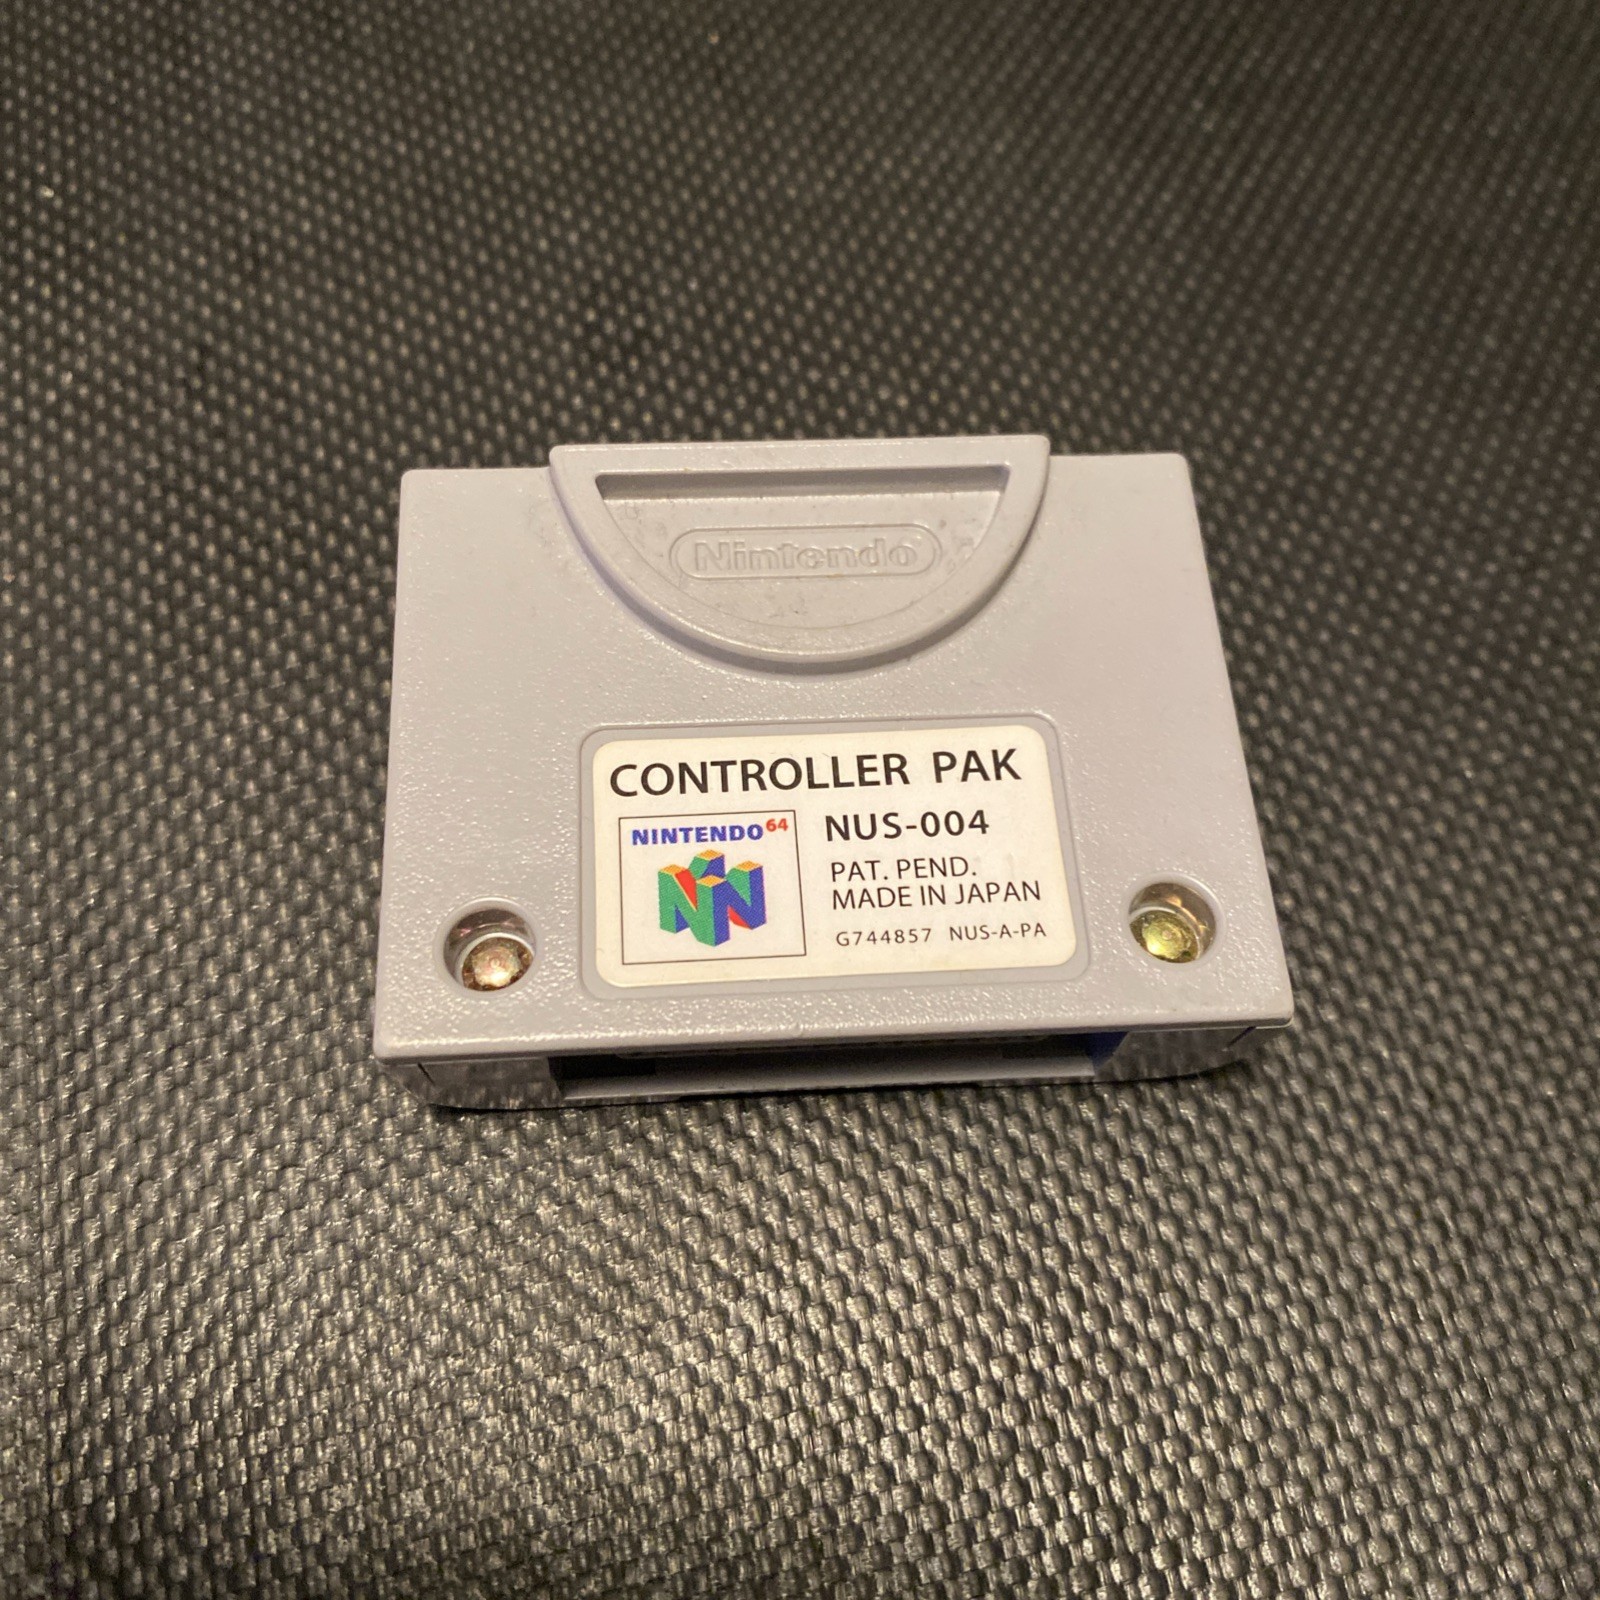 Nintendo
CONTROLLER PAK
NINTENDO64
NUS-004
PAT. PEND.
MADE IN JAPAN
G744857 NUS-A-PA